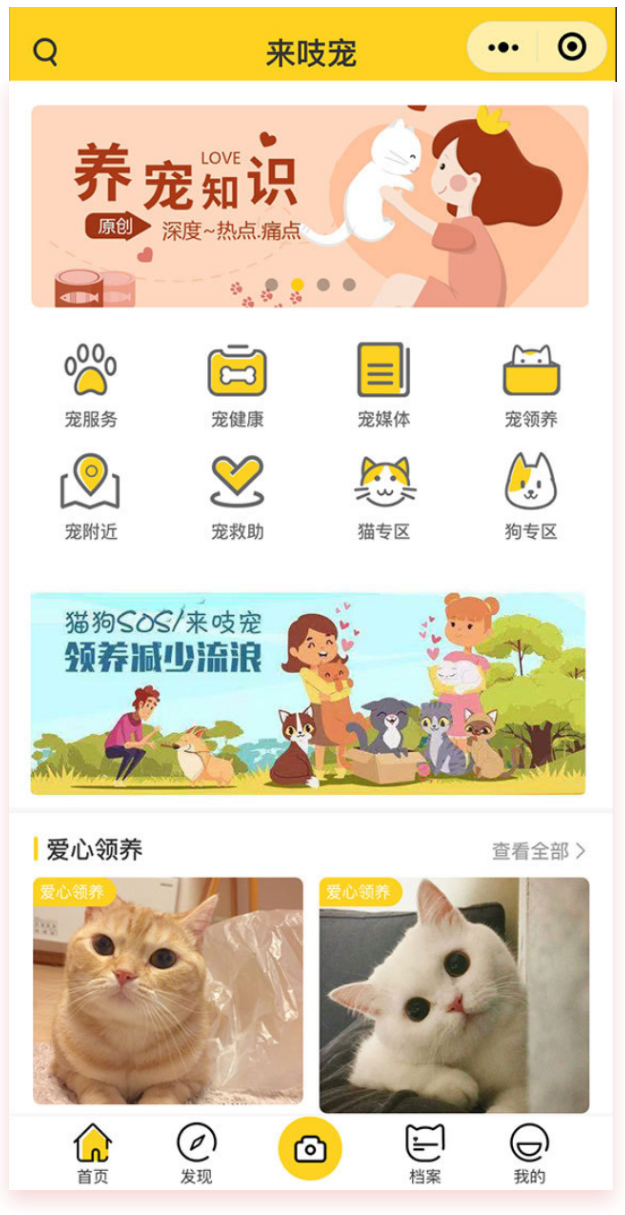 来吱宠
养宠知识
LOVE
原创
深度~热点.痛点
宠服务
宠健康
宠媒体
宠领养
宠附近
宠救助
猫专区
狗专区
猫狗SOS!来吱宠
领养减少流浪
爱心领养
查看全部
爱心领养
爱心领养
首页
发现
档案
我的